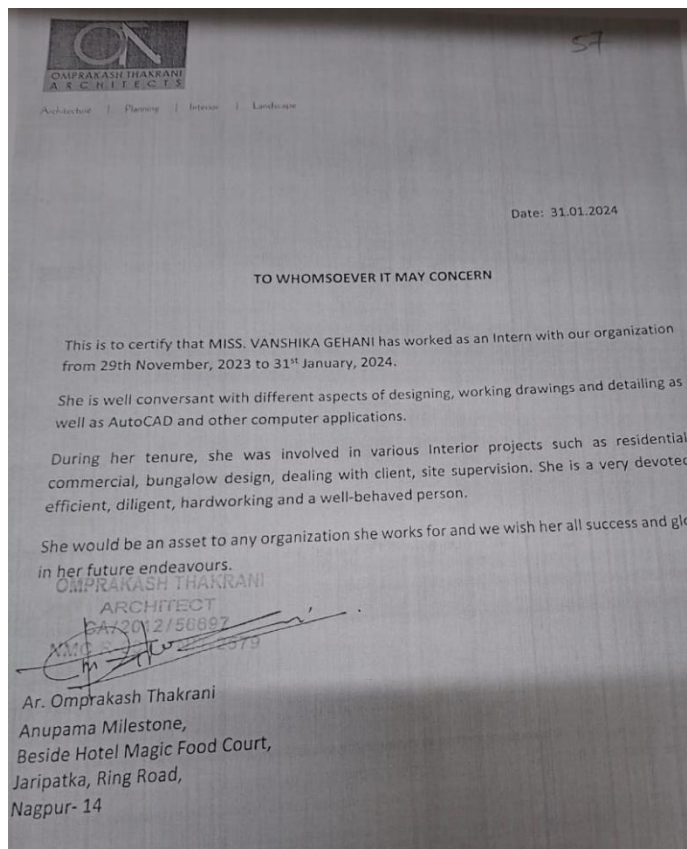 57
OMPRAKASH THAKRANI
ARCHITECTS
Architecture | Planning | Interior | Landscape
Date: 31.01.2024
TO WHOMSOEVER IT MAY CONCERN
This is to certify that MISS. VANSHIKA GEHANI has worked as an Intern with our organization
from 29th November, 2023 to 31st January, 2024.
She is well conversant with different aspects of designing, working drawings and detailing as
well as AutoCAD and other computer applications.
During her tenure, she was involved in various Interior projects such as residential
commercial, bungalow design, dealing with client, site supervision. She is a very devoted
efficient, diligent, hardworking and a well-behaved person.
She would be an asset to any organization she works for and we wish her all success and glo
in her future endeavours.
OMPRAKASH THAKRANI
ARCHITECT
CA/2012/56897
Ar. Omprakash Thakrani
Anupama Milestone,
Beside Hotel Magic Food Court,
Jaripatka, Ring Road,
Nagpur- 14